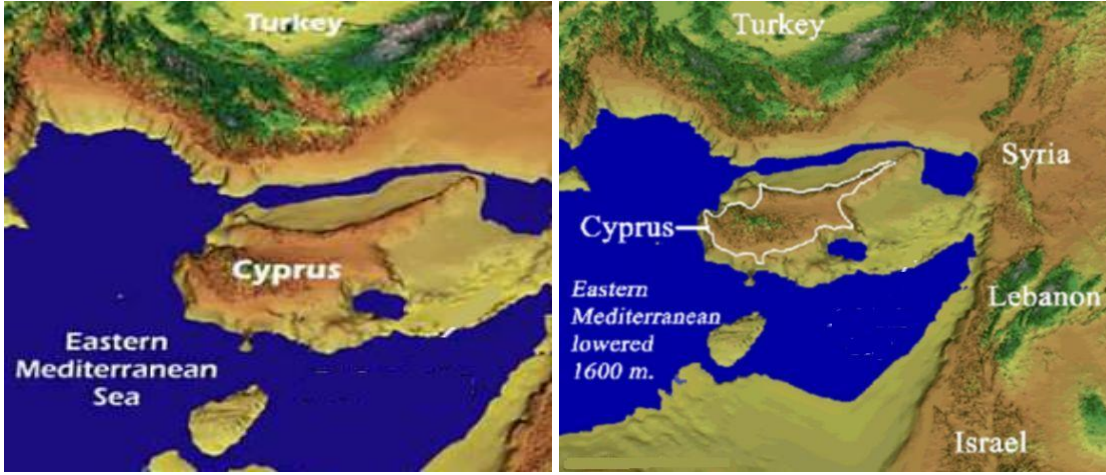 Turkey
Cyprus
Eastern
Mediterranean
Sea
Turkey
Syria
Cyprus
Lebanon
Eastern
Mediterranean
lowered
1600 m.
Israel